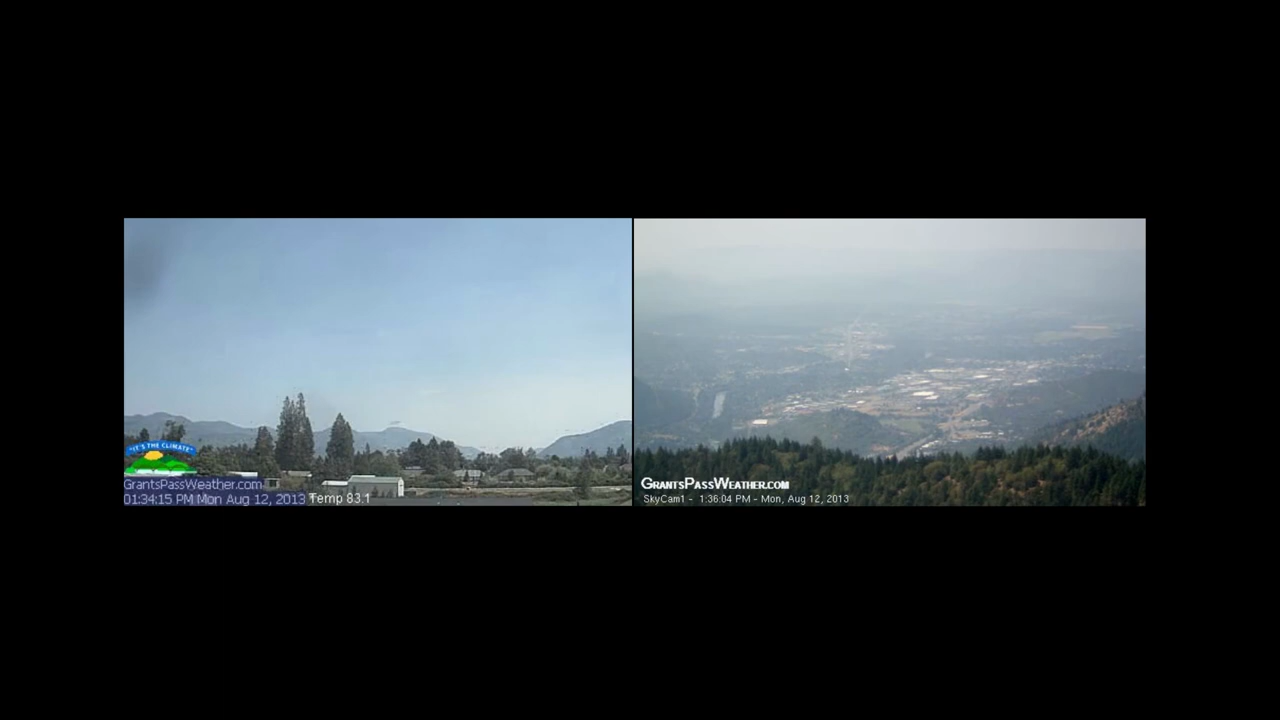 "IT'S THE CLIMATE"
GrantsPassWeather.com
01:34:15 PM Mon Aug 12, 2013 Temp 83.1
GRANTSPASSWEATHER.COM
SkyCam1 - 1:36:04 PM - Mon, Aug 12, 2013